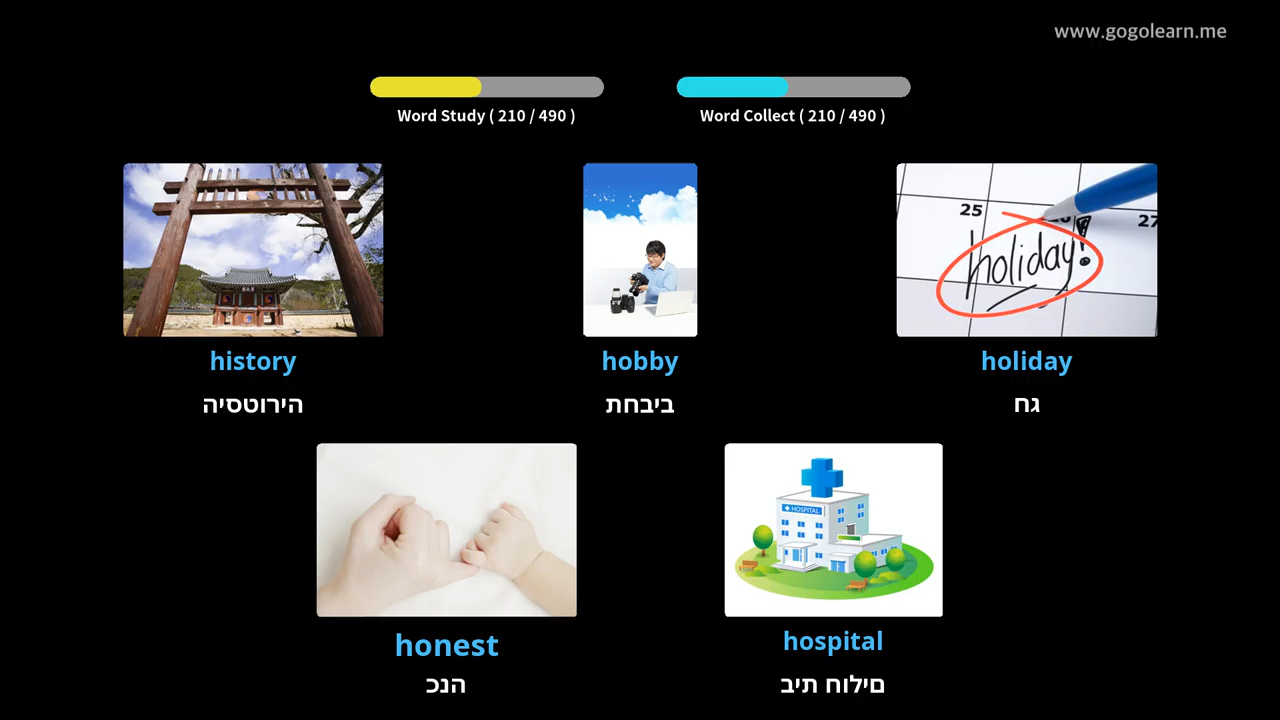 www.gogolearn.me
Word Study ( 210 / 490 )
Word Collect ( 210 / 490 )
25
27
holiday!
history
hobby
holiday
הירוטסיה
ביבחת
גח
HOSPITAL
honest
hospital
הנכ
םילוח תיב